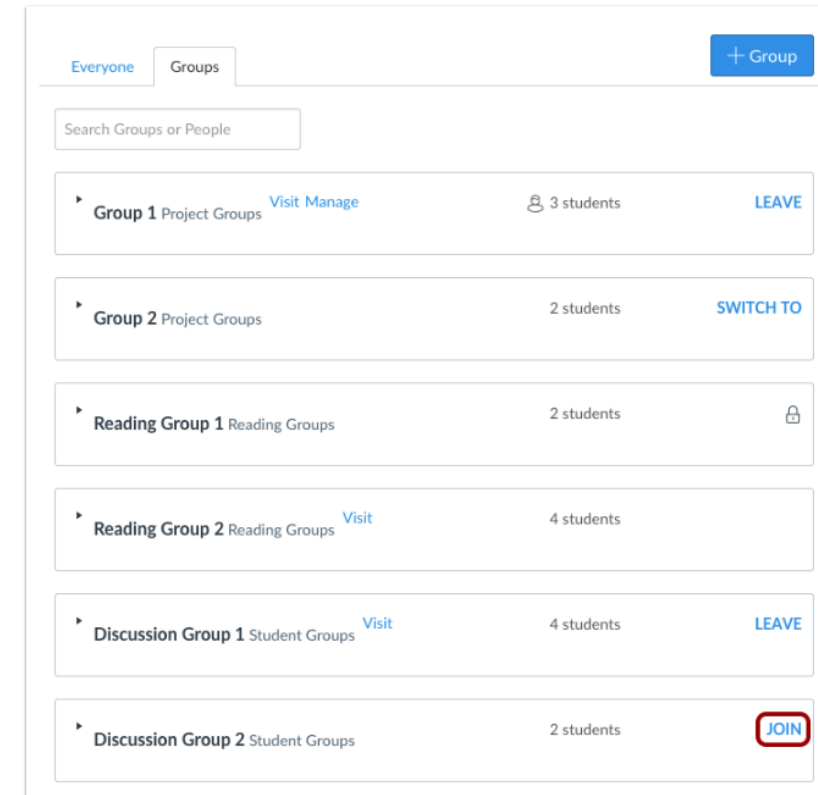 Everyone Groups + Group
Search Groups or People
Group 1 Project Groups Visit Manage 3 students LEAVE
Group 2 Project Groups 2 students SWITCH TO
Reading Group 1 Reading Groups 2 students
Reading Group 2 Reading Groups Visit 4 students
Discussion Group 1 Student Groups Visit 4 students LEAVE
Discussion Group 2 Student Groups 2 students JOIN